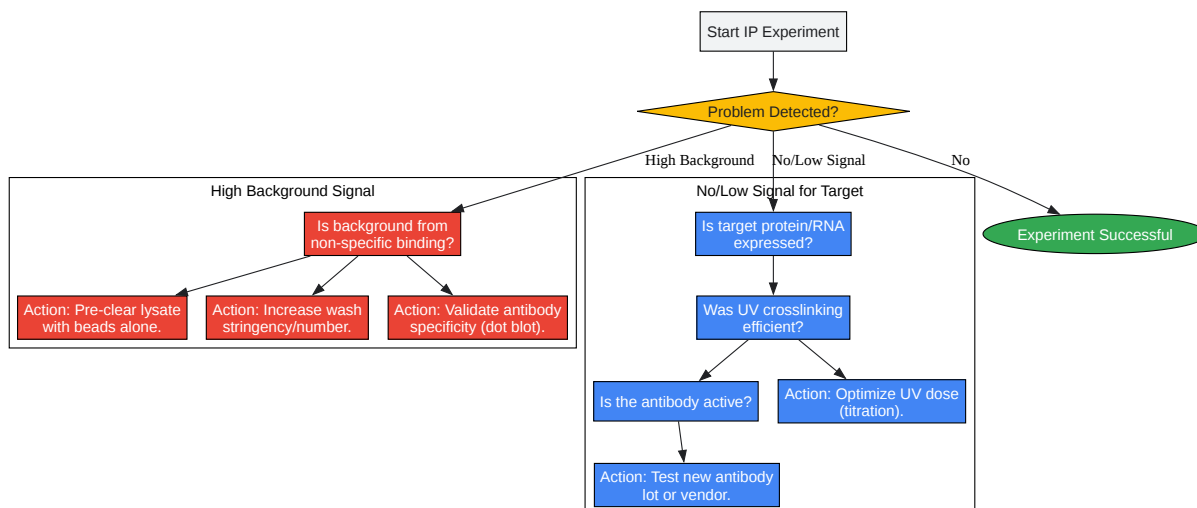 Start IP Experiment
Problem Detected?
High Background
No/Low Signal
No
High Background Signal
No/Low Signal for Target
Is background from
non-specific binding?
Is target protein/RNA
expressed?
Experiment Successful
Action: Pre-clear lysate
with beads alone.
Action: Increase wash
stringency/number.
Action: Validate antibody
specificity (dot blot).
Was UV crosslinking
efficient?
Is the antibody active?
Action: Optimize UV dose
(titration).
Action: Test new antibody
lot or vendor.